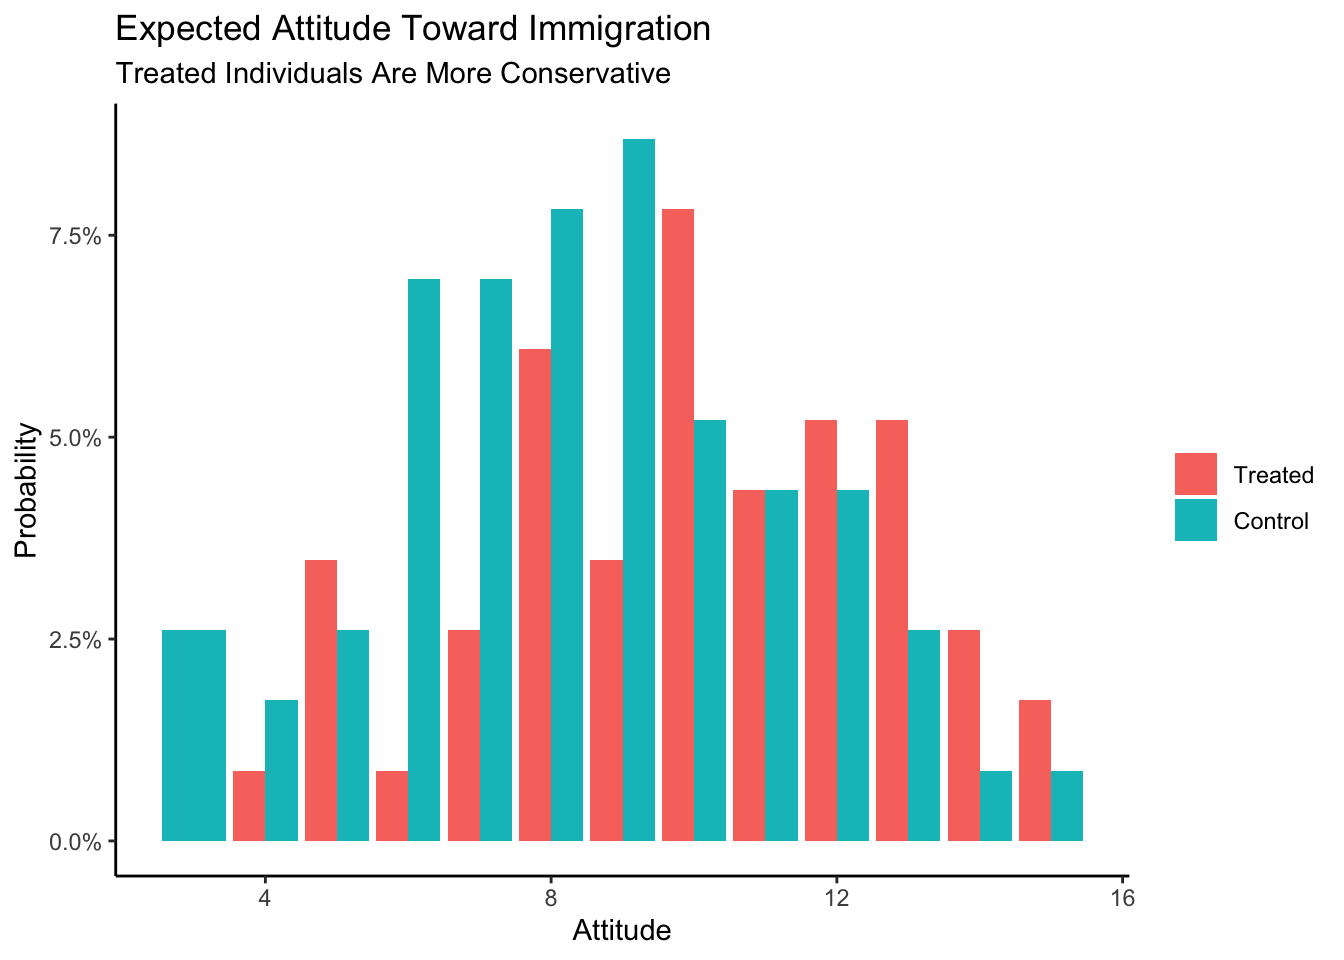 Expected Attitude Toward Immigration
Treated Individuals Are More Conservative
Probability
7.5%
5.0%
2.5%
0.0%
4 8 12 16
Attitude
Treated
Control